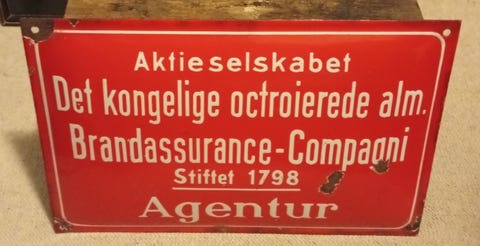 Aktieselskabet
Det kongelige octroierede alm.
Brandassurance-Compagni
Stiftet 1798
Agentur